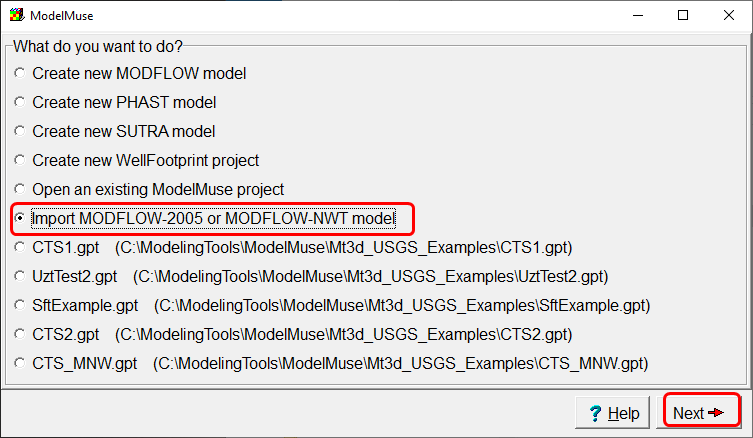 ModelMuse
What do you want to do?
Create new MODFLOW model
Create new PHAST model
Create new SUTRA model
Create new WellFootprint project
Open an existing ModelMuse project
Import MODFLOW-2005 or MODFLOW-NWT model
CTS1.gpt (C:\ModelingTools\ModelMuse\Mt3d_USGS_Examples\CTS1.gpt)
UztTest2.gpt (C:\ModelingTools\ModelMuse\Mt3d_USGS_Examples\UztTest2.gpt)
SftExample.gpt (C:\ModelingTools\ModelMuse\Mt3d_USGS_Examples\SftExample.gpt)
CTS2.gpt (C:\ModelingTools\ModelMuse\Mt3d_USGS_Examples\CTS2.gpt)
CTS_MNW.gpt (C:\ModelingTools\ModelMuse\Mt3d_USGS_Examples\CTS_MNW.gpt)
? Help Next